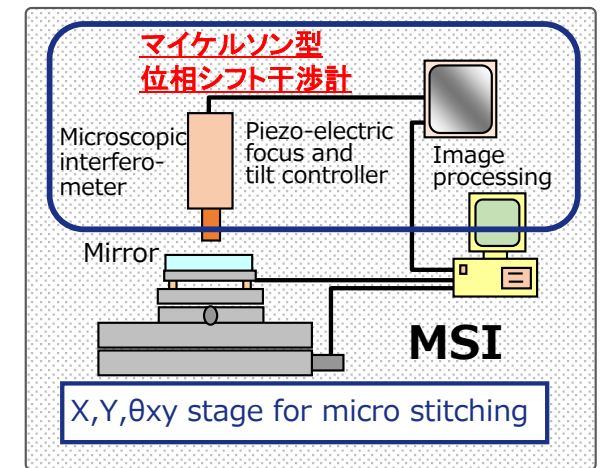 マイケルソン型
位相シフト干渉計
Microscopic
interfero-
meter
Piezo-electric
focus and
tilt controller
Image
processing
Mirror
MSI
X,Y,θxy stage for micro stitching